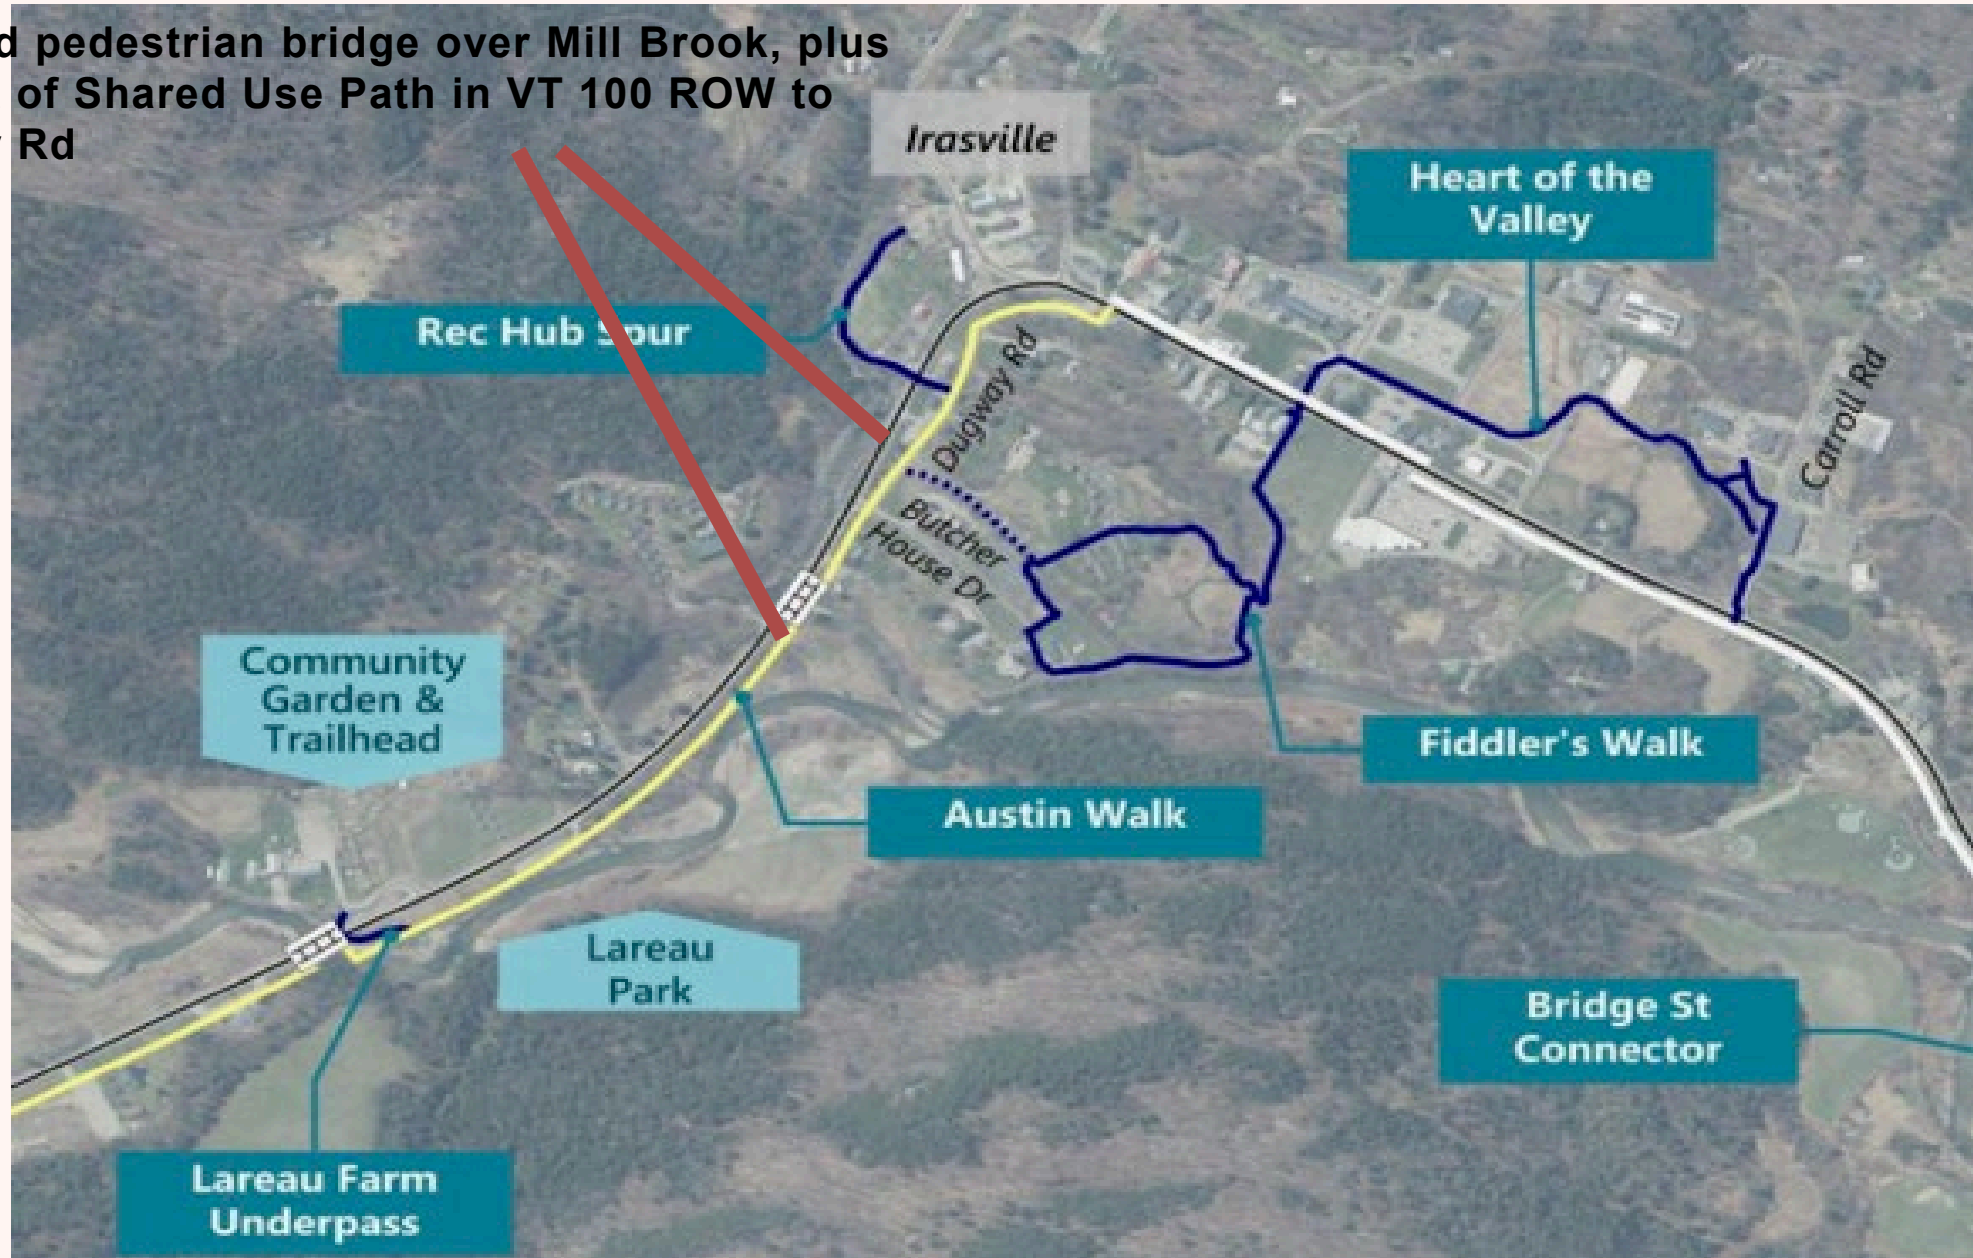 d pedestrian bridge over Mill Brook, plus
of Shared Use Path in VT 100 ROW to
Rd
Irasville
Heart of the
Valley
Rec Hub Spur
Dugway Rd
Carroll Rd
Butcher
House Dr
Community
Garden &
Trailhead
Fiddler's Walk
Austin Walk
Lareau
Park
Bridge St
Connector
Lareau Farm
Underpass